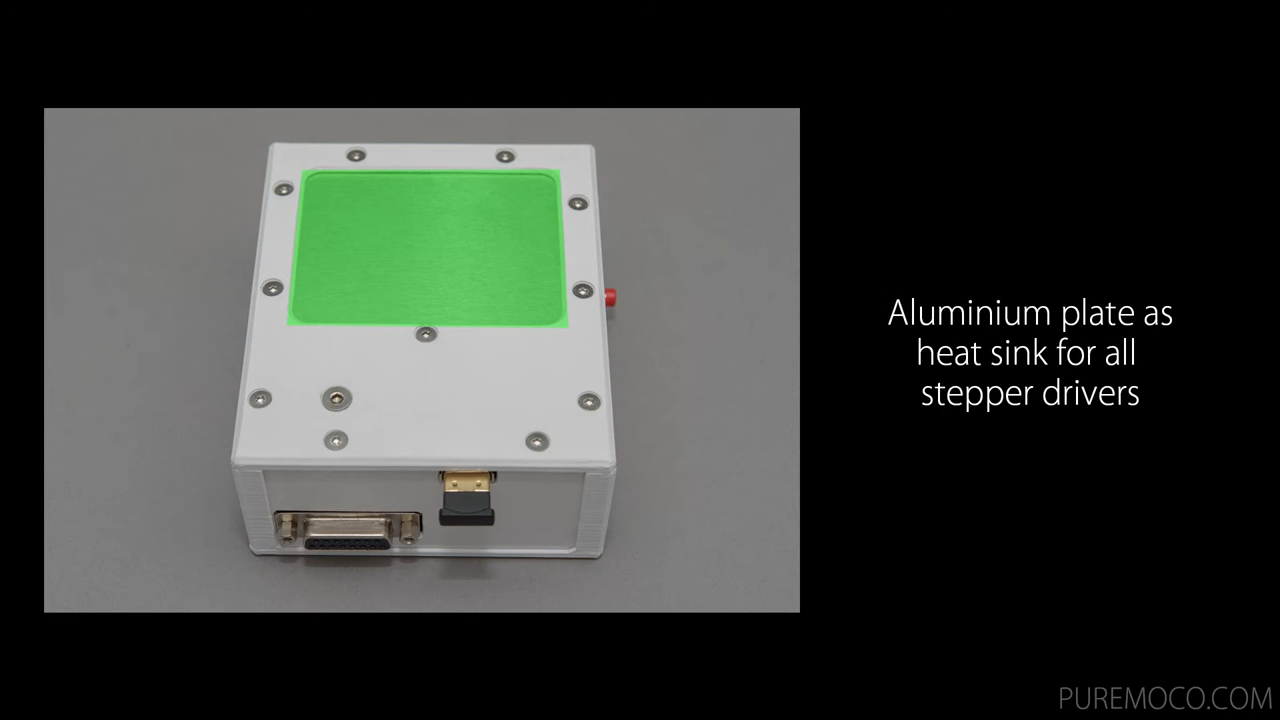 Aluminium plate as
heat sink for all
stepper drivers
PUREMOCO.COM